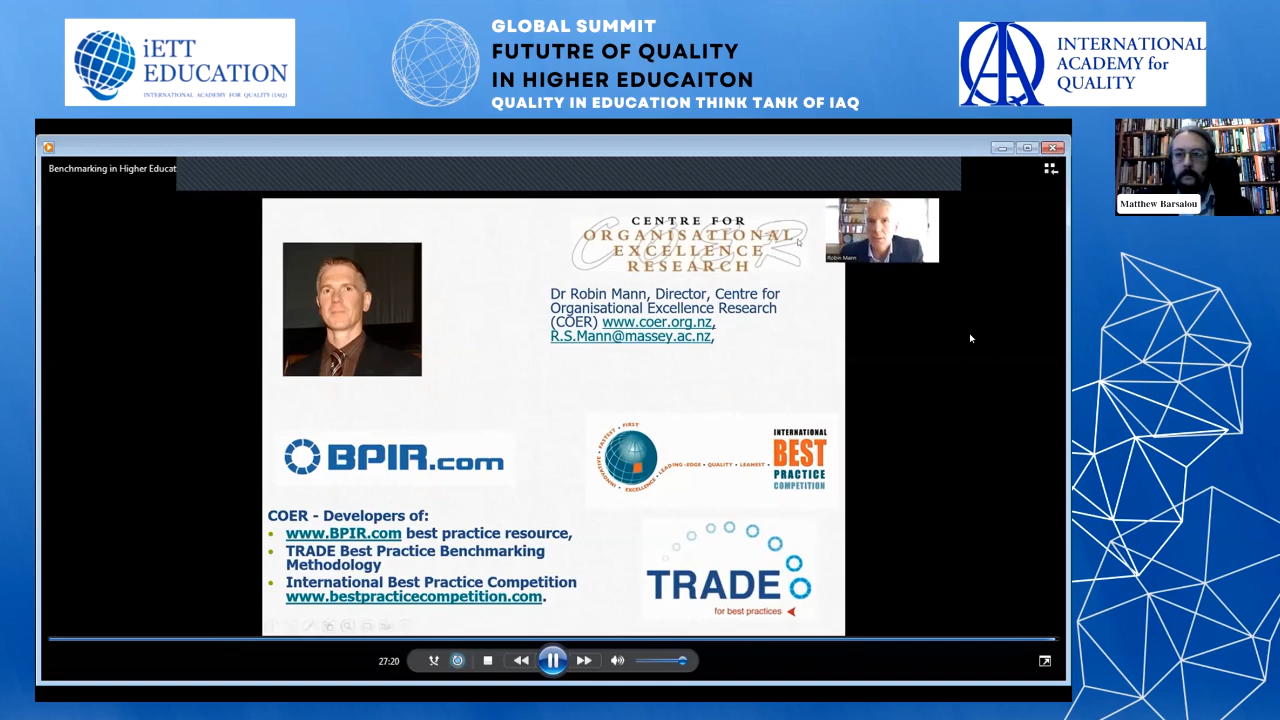 iETT
EDUCATION
INTERNATIONAL ACADEMY FOR QUALITY (IAQ)
GLOBAL SUMMIT
FUTUTRE OF QUALITY
IN HIGHER EDUCAITON
QUALITY IN EDUCATION THINK TANK OF IAQ
INTERNATIONAL
ACADEMY for
QUALITY
Matthew Barsalou
Benchmarking in Higher Educat
CENTRE FOR
ORGANISATIONAL
EXCELLENCE
RESEARCH
Robin Mann
Dr Robin Mann, Director, Centre for
Organisational Excellence Research
(COER) www.coer.org.nz,
R.S.Mann@massey.ac.nz,
BPIR.com
INNOVATIVE • FASTEST • FIRST
EXCELLENCE • LEADING-EDGE • QUALITY • LEANEST •
INTERNATIONAL
BEST
PRACTICE
COMPETITION
COER - Developers of:
• www.BPIR.com best practice resource,
• TRADE Best Practice Benchmarking
Methodology
• International Best Practice Competition
www.bestpracticecompetition.com.
TRADE
for best practices
27:20